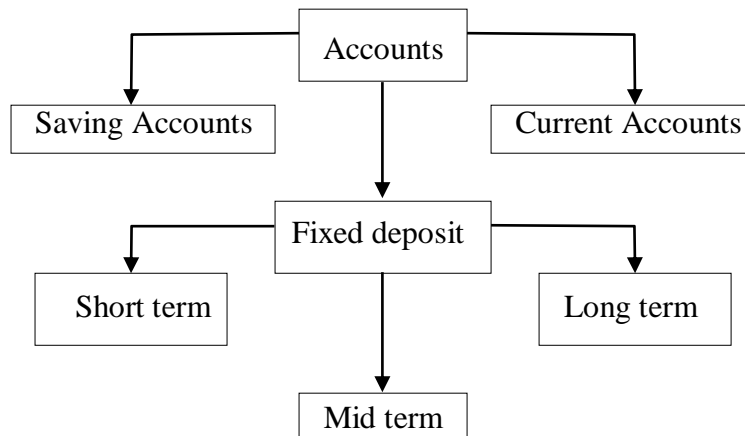 Accounts
Saving Accounts
Current Accounts
Fixed deposit
Short term
Long term
Mid term